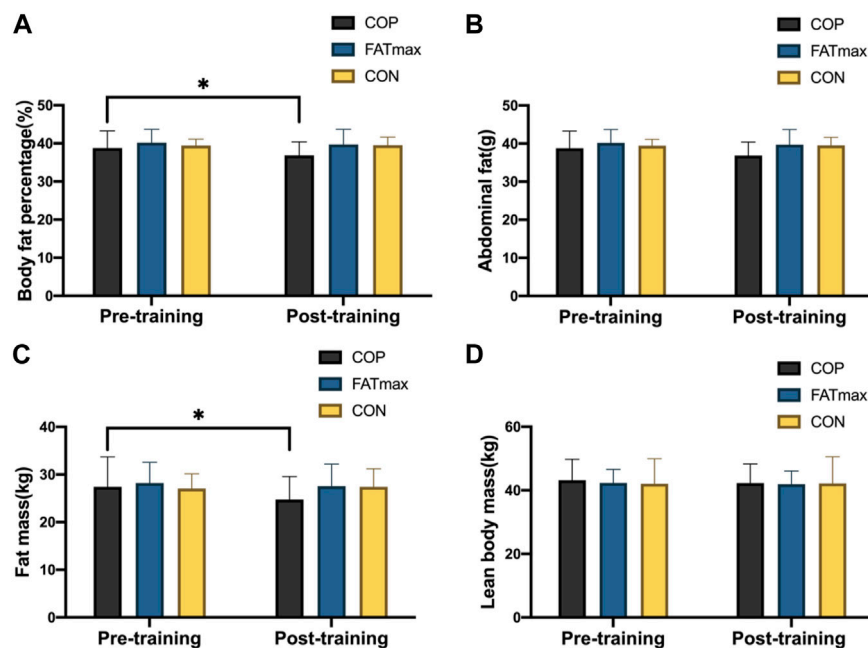 A
COP
FATmax
CON
*
Body fat percentage(%)
50
40
30
20
10
0
Pre-training
Post-training
B
COP
FATmax
CON
Abdominal fat(g)
50
40
30
20
10
0
Pre-training
Post-training
C
COP
FATmax
CON
*
Fat mass(kg)
40
30
20
10
0
Pre-training
Post-training
D
COP
FATmax
CON
Lean body mass(kg)
60
40
20
0
Pre-training
Post-training